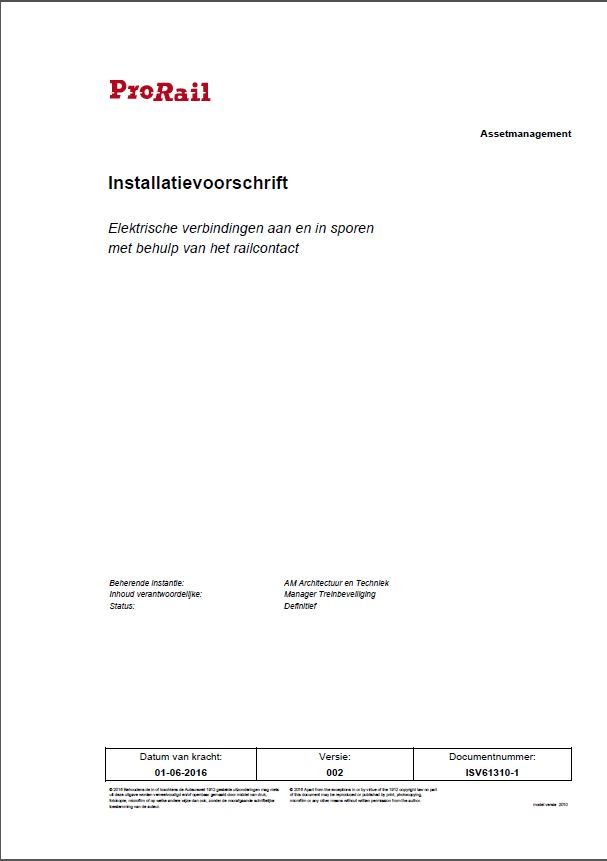 ProRail
Assetmanagement
Installatievoorschrift
Elektrische verbindingen aan en in sporen
met behulp van het railcontact
Beherende instantie: AM Architectuur en Techniek
Inhoud verantwoordelijke: Manager Treinbeveiliging
Status: Definitief
Datum van kracht: Versie: Documentnummer:
01-06-2016 002 ISV61310-1
© 2016 Behoudens de in of krachtens de Auteurswet 1912 gestelde uitzonderingen mag niets
uit deze uitgave worden verveelvoudigd en/of openbaar gemaakt door middel van druk,
fotokopie, microfilm of op welke andere wijze dan ook, zonder de voorafgaande schriftelijke
toestemming van de auteur.
© 2016 Apart from the exceptions in or by virtue of the 1912 copyright law no part
of this document may be reproduced or published by print, photocopying,
microfilm or any other means without written permission from the author.
model versie 2010